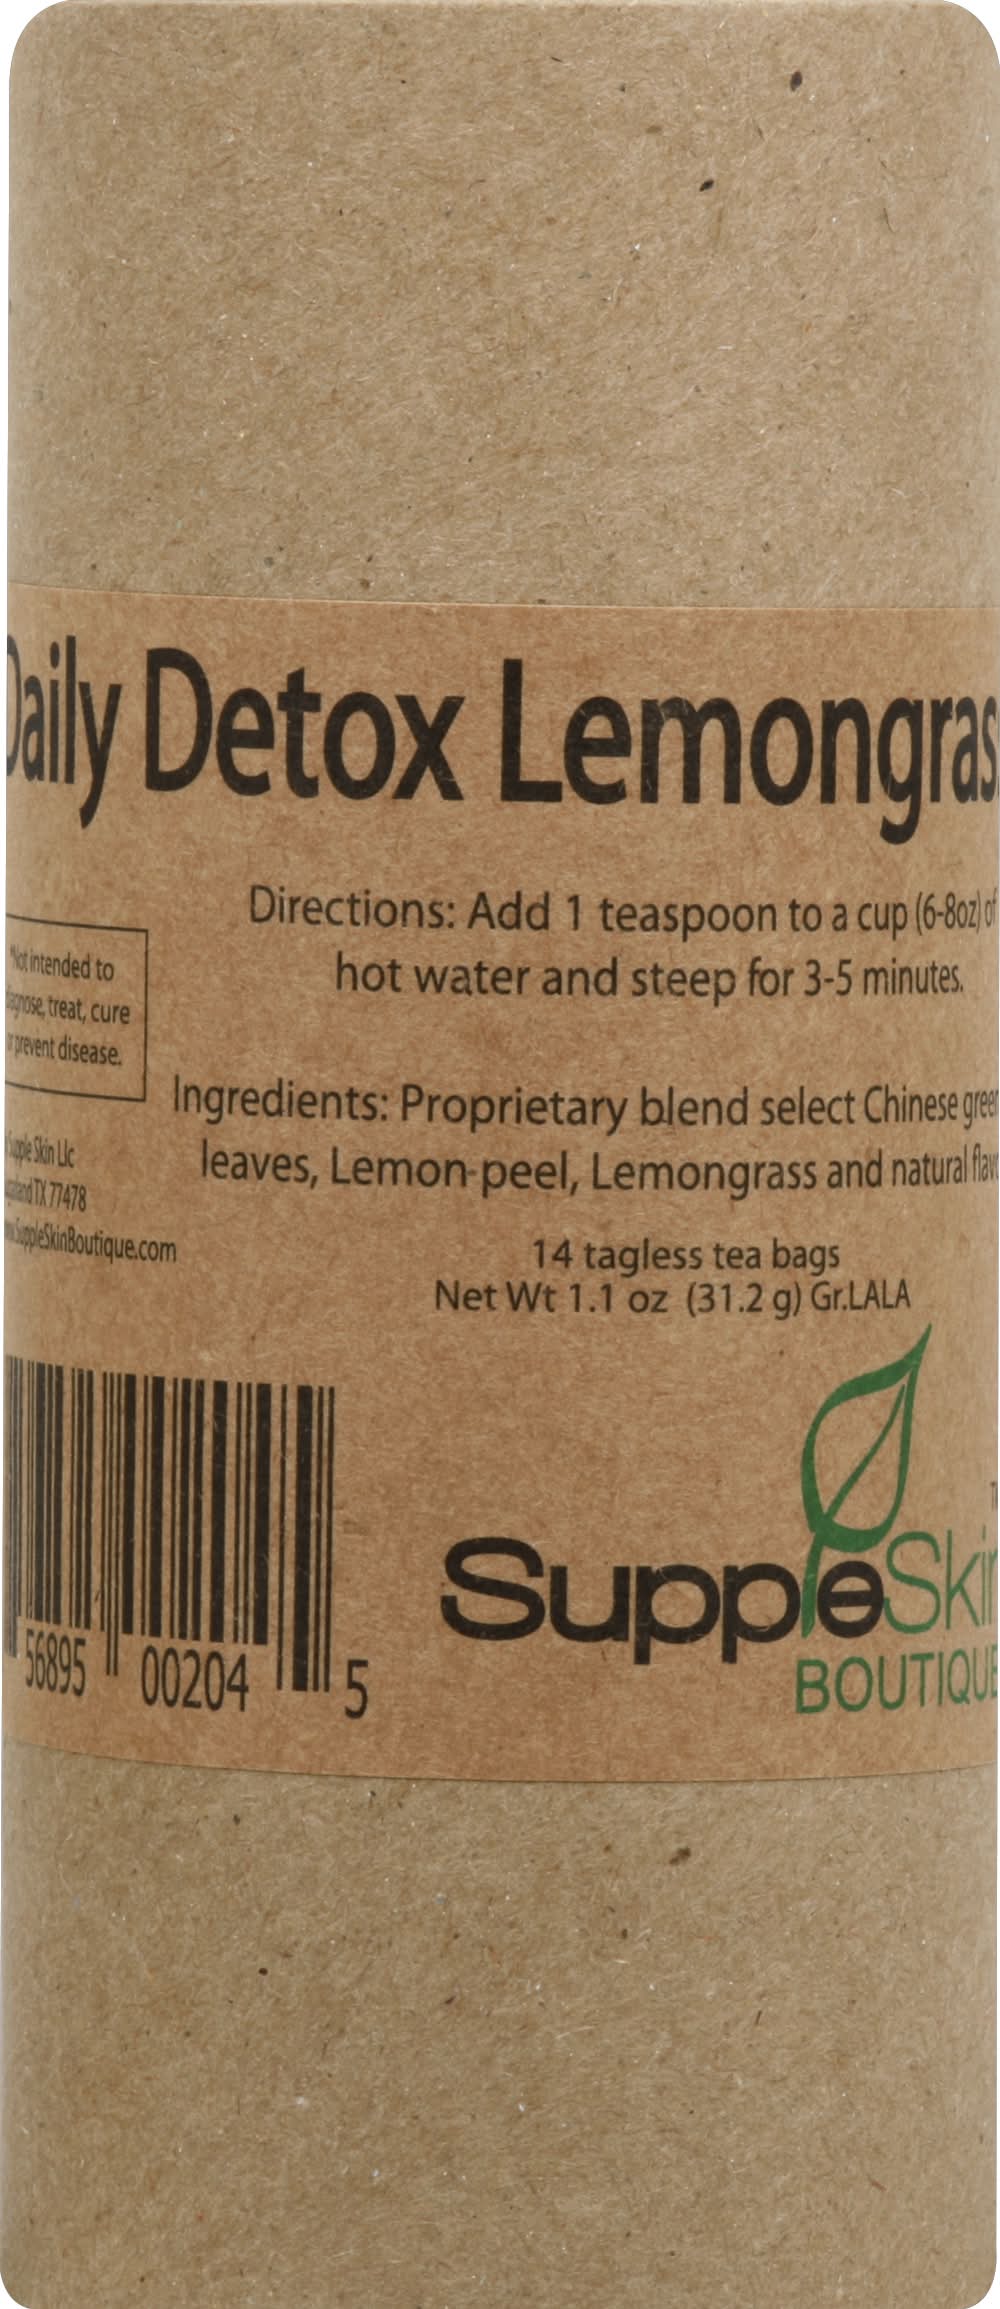 Daily Detox Lemongras
Directions: Add 1 teaspoon to a cup (6-8oz) of
hot water and steep for 3-5 minutes.
*Not intended to
treat, cure
prevent disease.
Ingredients: Proprietary blend select Chinese green
leaves, Lemon peel, Lemongrass and natural
Supple Skin Llc
TX 77478
SuppleSkinBoutique.com
14 tagless tea bags
Net Wt 1.1 oz (31.2 g) Gr.LALA
56895 00204 5
SuppleSkin
BOUTIQUE